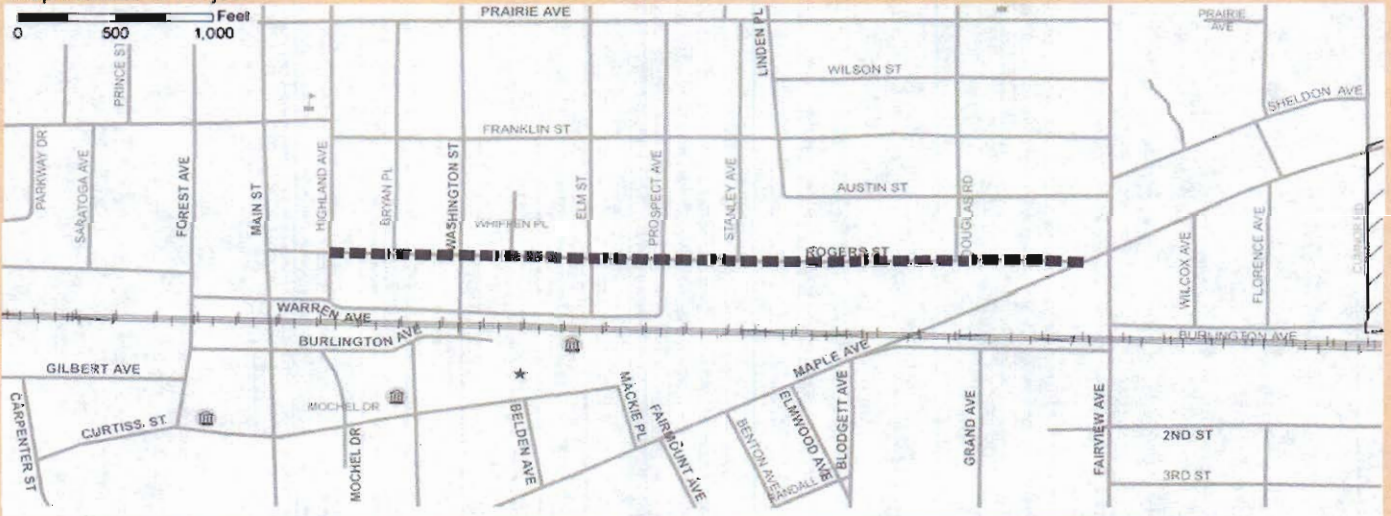 Feet
0 500 1,000
PRAIRIE AVE
PRAIRIE
AVE
LINDEN PL
WILSON ST
PRINCE ST
SHELDON AVE
FRANKLIN ST
PARKWAY DR
SARATOGA AVE
FOREST AVE
MAIN ST
HIGHLAND AVE
BRYAN PL
WASHINGTON ST
WHIFFEN PL
ELM ST
PROSPECT AVE
STANLEY AVE
AUSTIN ST
DOUGLAS RD
ROGERS ST
WILCOX AVE
FLORENCE AVE
CUMNOR RD
WARREN AVE
BURLINGTON AVE
BURLINGTON AVE
GILBERT AVE
MAPLE AVE
CARPENTER ST
CURTISS ST
MOCHEL DR
MOCHEL DR
BELDEN AVE
MACKIE PL
FAIRMOUNT AVE
BENTON AVE
ELMWOOD AVE
RANDALL
BLODGETT AVE
GRAND AVE
FAIRVIEW AVE
2ND ST
3RD ST